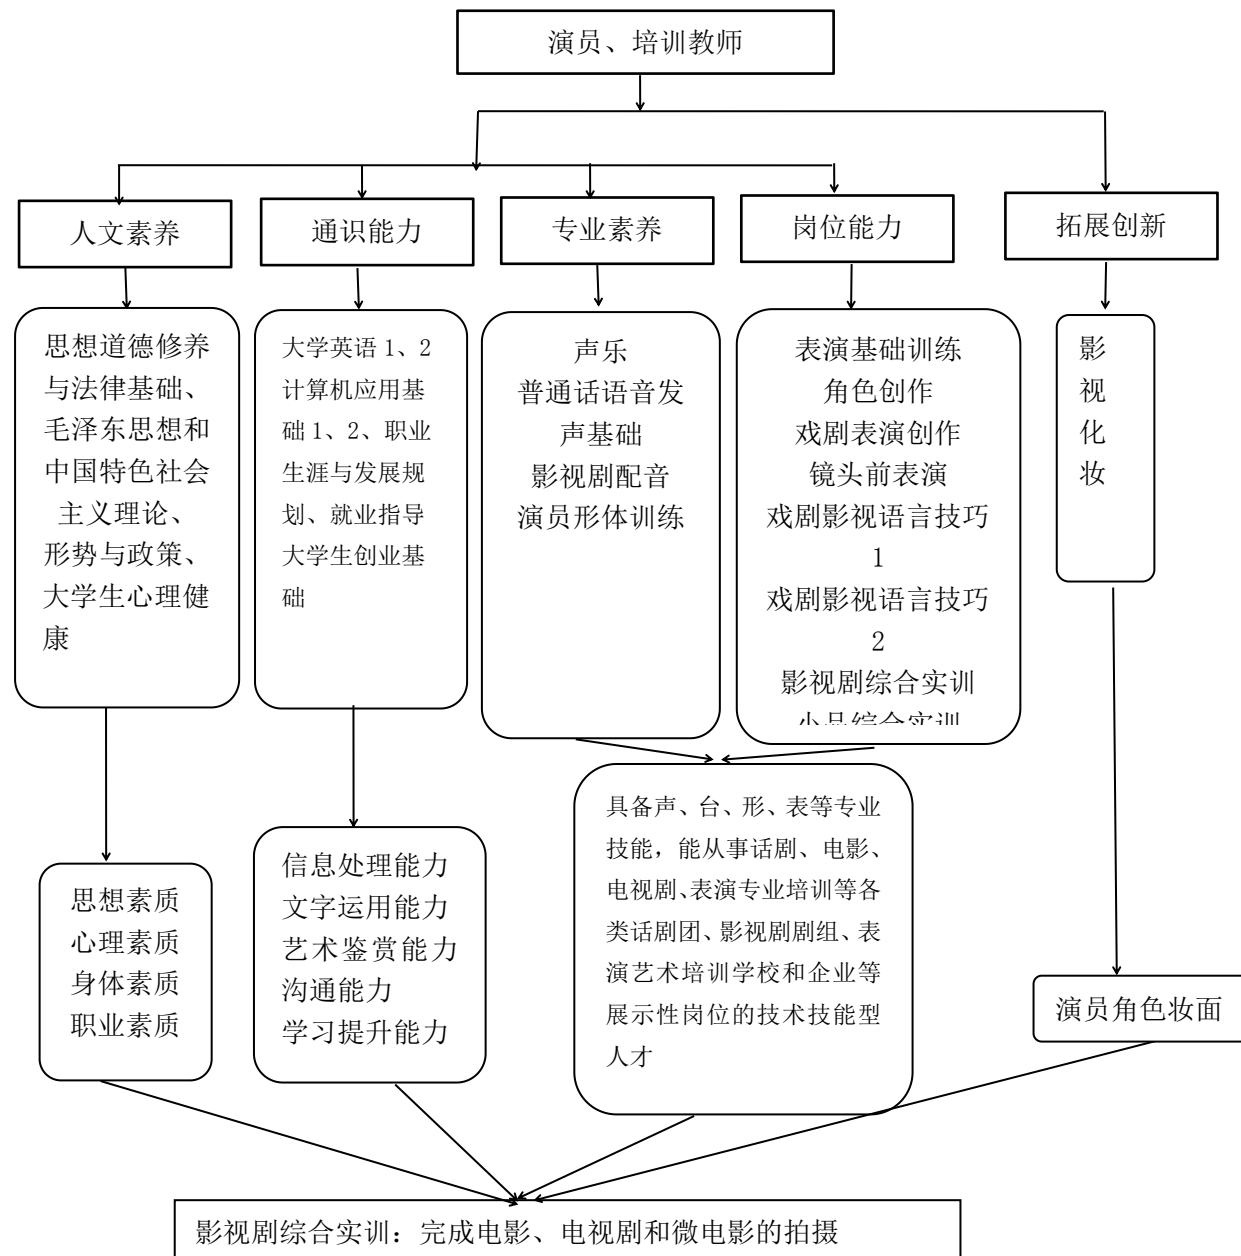 演员、培训教师
人文素养
通识能力
专业素养
岗位能力
拓展创新
思想道德修养
与法律基础、
毛泽东思想和
中国特色社会
主义理论、
形势与政策、
大学生心理健
康
大学英语 1、2
计算机应用基
础 1、2、职业
生涯与发展规
划、就业指导
大学生创业基
础
声乐
普通话语音发
声基础
影视剧配音
演员形体训练
表演基础训练
角色创作
戏剧表演创作
镜头前表演
戏剧影视语言技巧
1
戏剧影视语言技巧
2
影视剧综合实训
小品综合实训
影
视
化
妆
思想素质
心理素质
身体素质
职业素质
信息处理能力
文字运用能力
艺术鉴赏能力
沟通能力
学习提升能力
具备声、台、形、表等专业
技能，能从事话剧、电影、
电视剧、表演专业培训等各
类话剧团、影视剧剧组、表
演艺术培训学校和企业等
展示性岗位的技术技能型
人才
演员角色妆面
影视剧综合实训：完成电影、电视剧和微电影的拍摄